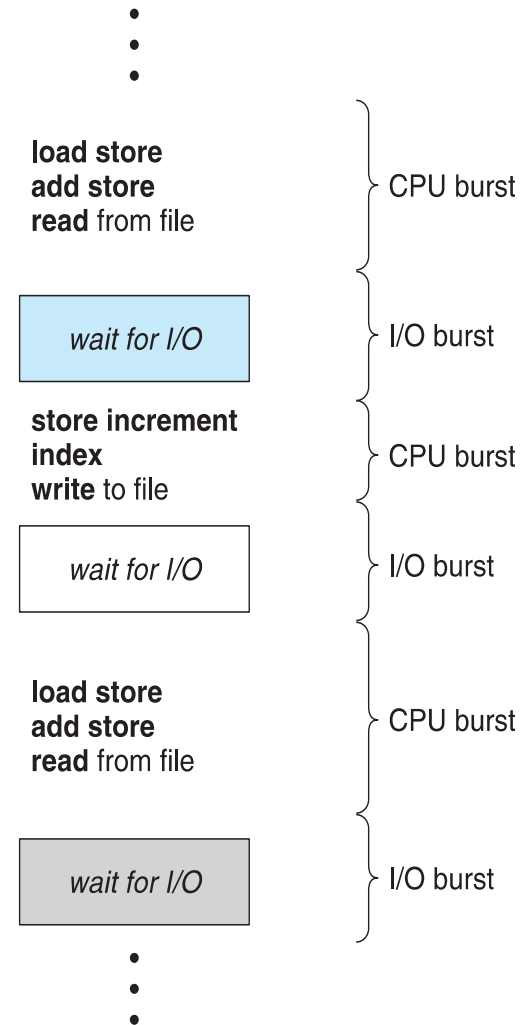 load store
add store
read from file
CPU burst
wait for I/O
I/O burst
store increment
index
write to file
CPU burst
wait for I/O
I/O burst
load store
add store
read from file
CPU burst
wait for I/O
I/O burst